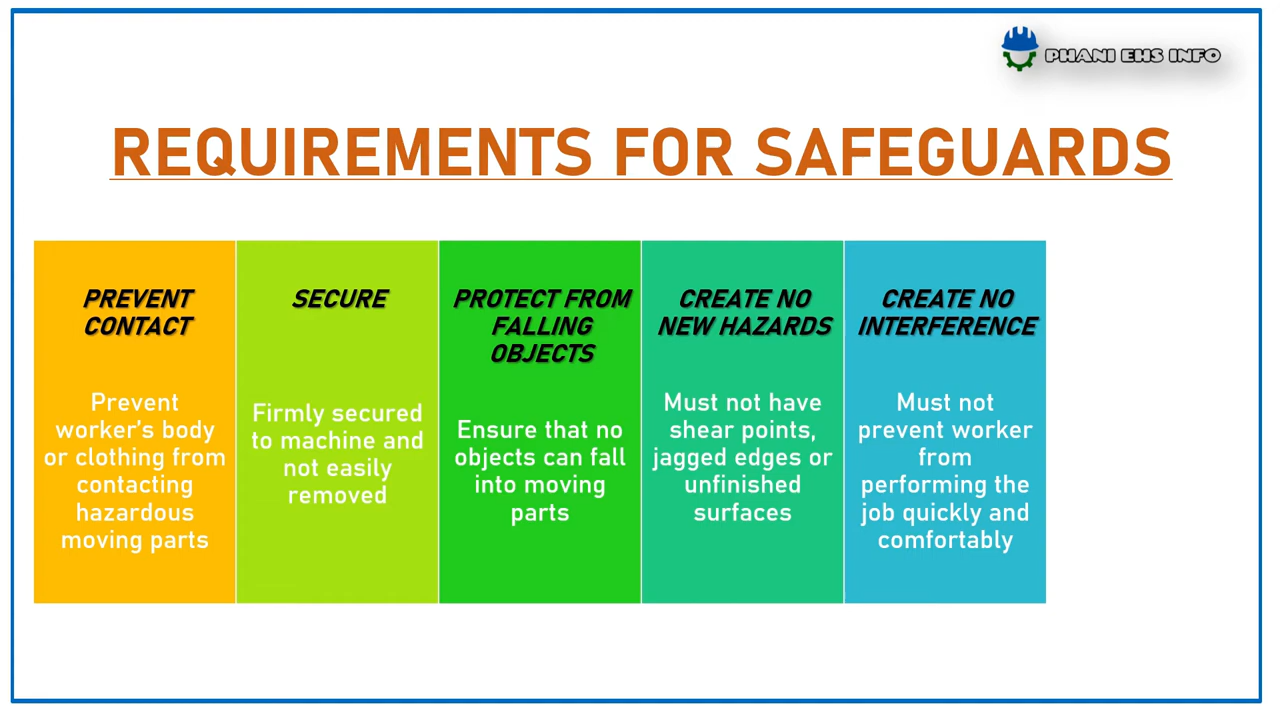 PHANI EHS INFO
REQUIREMENTS FOR SAFEGUARDS
PREVENT
CONTACT
Prevent
worker's body
or clothing from
contacting
hazardous
moving parts
SECURE
Firmly secured
to machine and
not easily
removed
PROTECT FROM
FALLING
OBJECTS
Ensure that no
objects can fall
into moving
parts
CREATE NO
NEW HAZARDS
Must not have
shear points,
jagged edges or
unfinished
surfaces
CREATE NO
INTERFERENCE
Must not
prevent worker
from
performing the
job quickly and
comfortably